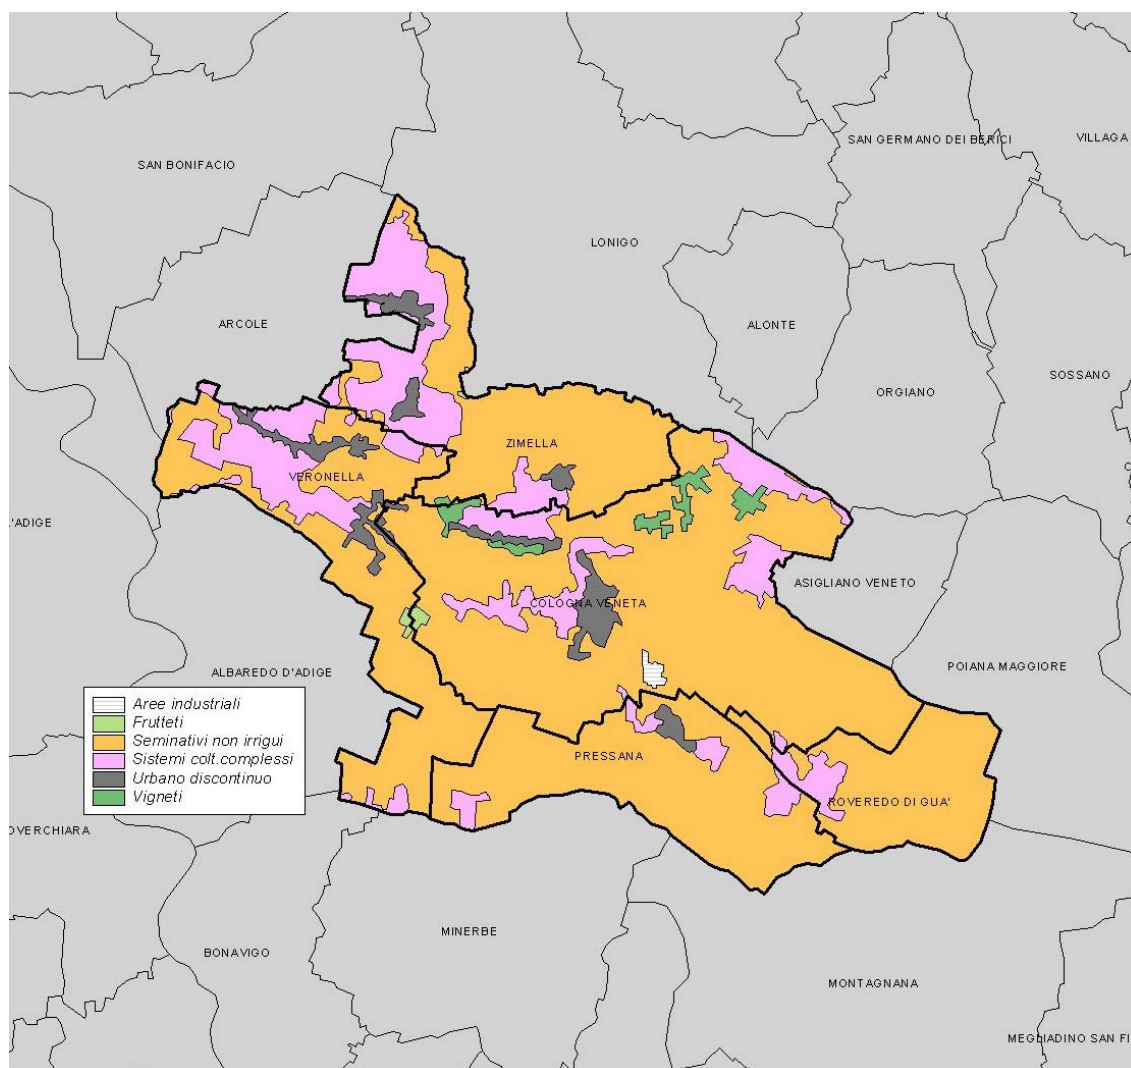 SAN GERMANO DEI BERICI
VILLAGA
SAN BONIFACIO
LONIGO
ARCOLE
ALONTE
SOSSANO
ORGIANO
ZIMELLA
VERONELLA
L'ADIGE
ASIGLIANO VENETO
COLOGNA VENETA
POIANA MAGGIORE
ALBAREDO D'ADIGE
Aree industriali
Frutteti
Seminativi non irrigui
Sistemi colt.complessi
Urbano discontinuo
Vigneti
PRESSANA
ROVEREDO DI GUA'
OVERCHIARA
MINERBE
BONAVIGO
MONTAGNANA
MEGLIADINO SAN FI